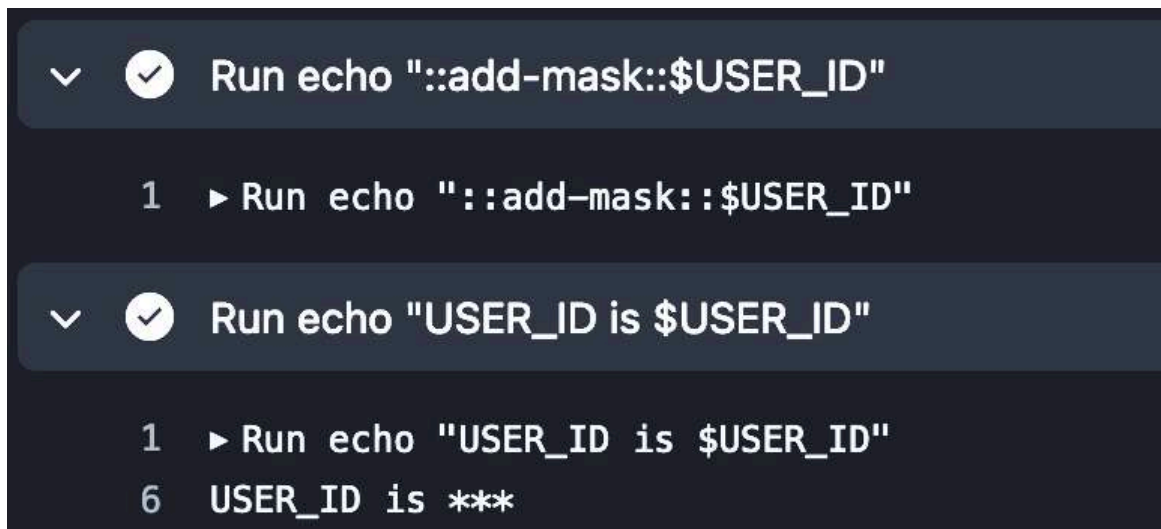 Run echo "::add-mask::$USER_ID"
1 ▸ Run echo "::add-mask::$USER_ID"
Run echo "USER_ID is $USER_ID"
1 ▸ Run echo "USER_ID is $USER_ID"
6 USER_ID is ***